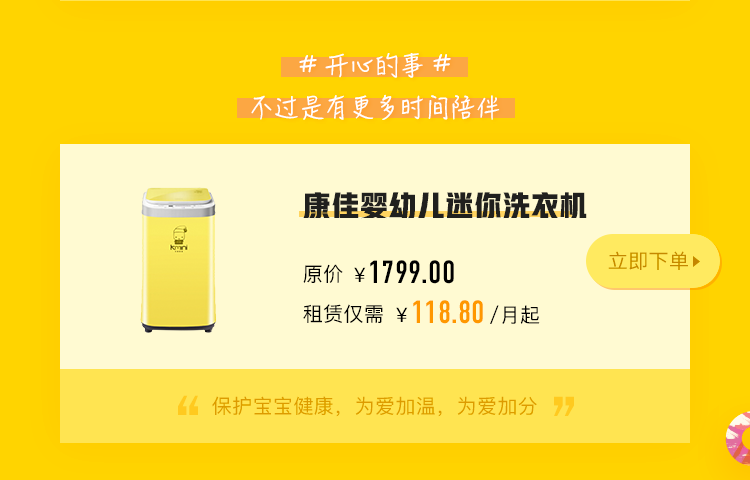 # 开心的事 #
不过是有更多时间陪伴
康佳婴幼儿迷你洗衣机
立即下单
原价 ¥1799.00
租赁仅需 ¥118.80/月起
Kmini
“ 保护宝宝健康，为爱加温，为爱加分 ”